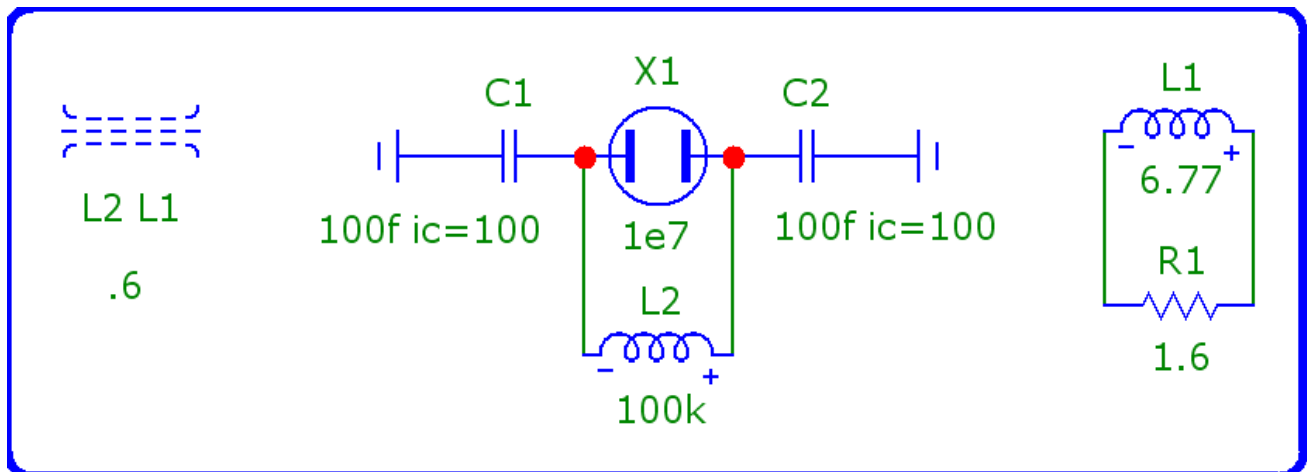 X1
C1
C2
L1
L2 L1
.6
100f ic=100
1e7
100f ic=100
6.77
L2
100k
R1
1.6